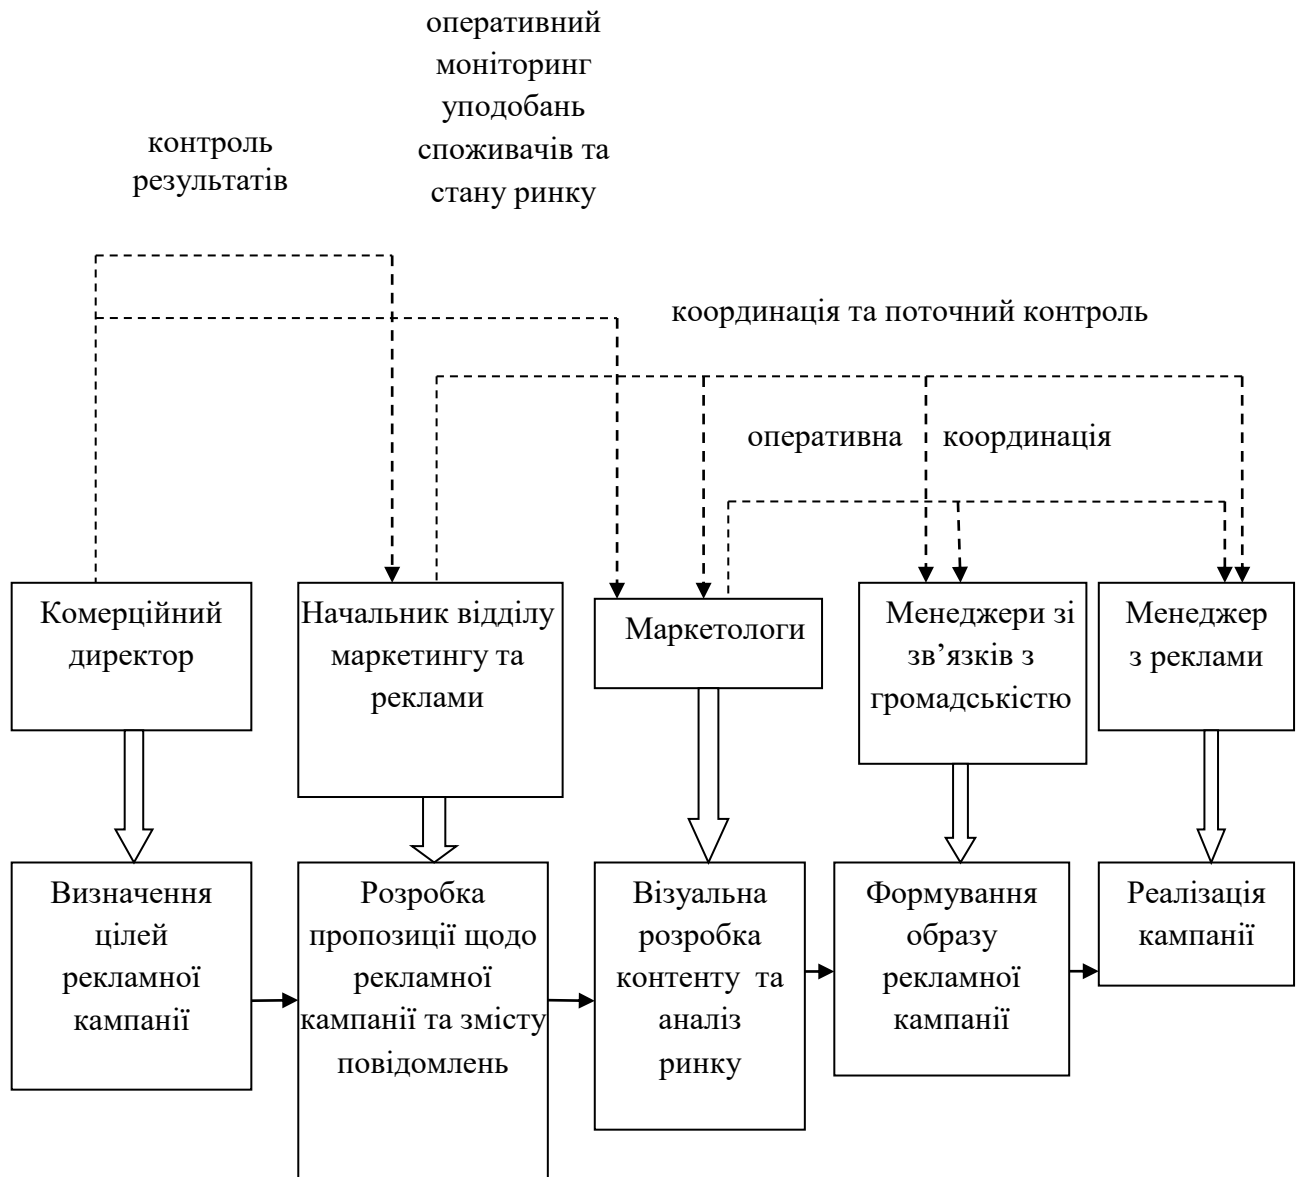 оперативний
моніторинг
уподобань
споживачів та
стану ринку
контроль
результатів
координація та поточний контроль
оперативна координація
Комерційний
директор
Начальник відділу
маркетингу та
реклами
Маркетологи
Менеджери зі
зв’язків з
громадськістю
Менеджер
з реклами
Визначення
цілей
рекламної
кампанії
Розробка
пропозиції щодо
рекламної
кампанії та змісту
повідомлень
Візуальна
розробка
контенту та
аналіз
ринку
Формування
образу
рекламної
кампанії
Реалізація
кампанії